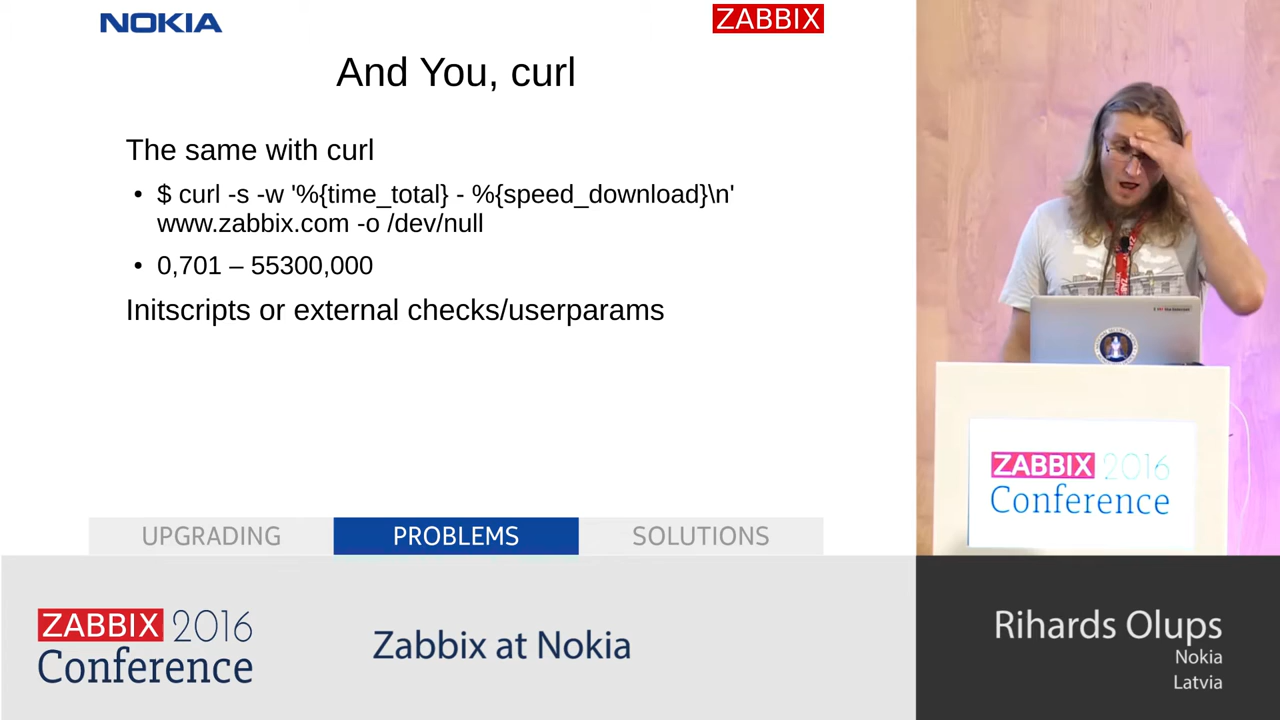 NOKIA
ZABBIX
And You, curl
The same with curl
• $ curl -s -w '%{time_total} - %{speed_download}\n'
www.zabbix.com -o /dev/null
• 0,701 – 55300,000
Initscripts or external checks/userparams
UPGRADING PROBLEMS SOLUTIONS
ZABBIX 2016
Conference
ZABBIX 2016
Conference
Zabbix at Nokia
Rihards Olups
Nokia
Latvia